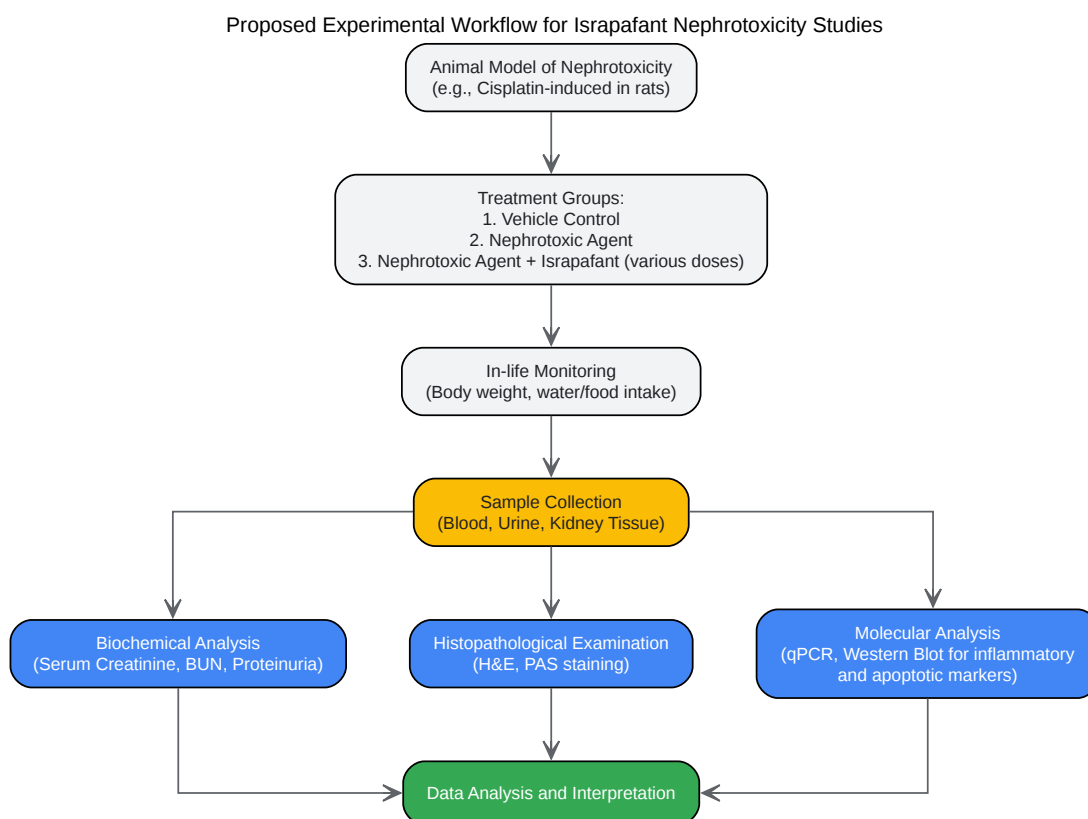 Proposed Experimental Workflow for Israpafant Nephrotoxicity Studies
Animal Model of Nephrotoxicity
(e.g., Cisplatin-induced in rats)
Treatment Groups:
1. Vehicle Control
2. Nephrotoxic Agent
3. Nephrotoxic Agent + Israpafant (various doses)
In-life Monitoring
(Body weight, water/food intake)
Sample Collection
(Blood, Urine, Kidney Tissue)
Biochemical Analysis
(Serum Creatinine, BUN, Proteinuria)
Histopathological Examination
(H&E, PAS staining)
Molecular Analysis
(qPCR, Western Blot for inflammatory
and apoptotic markers)
Data Analysis and Interpretation